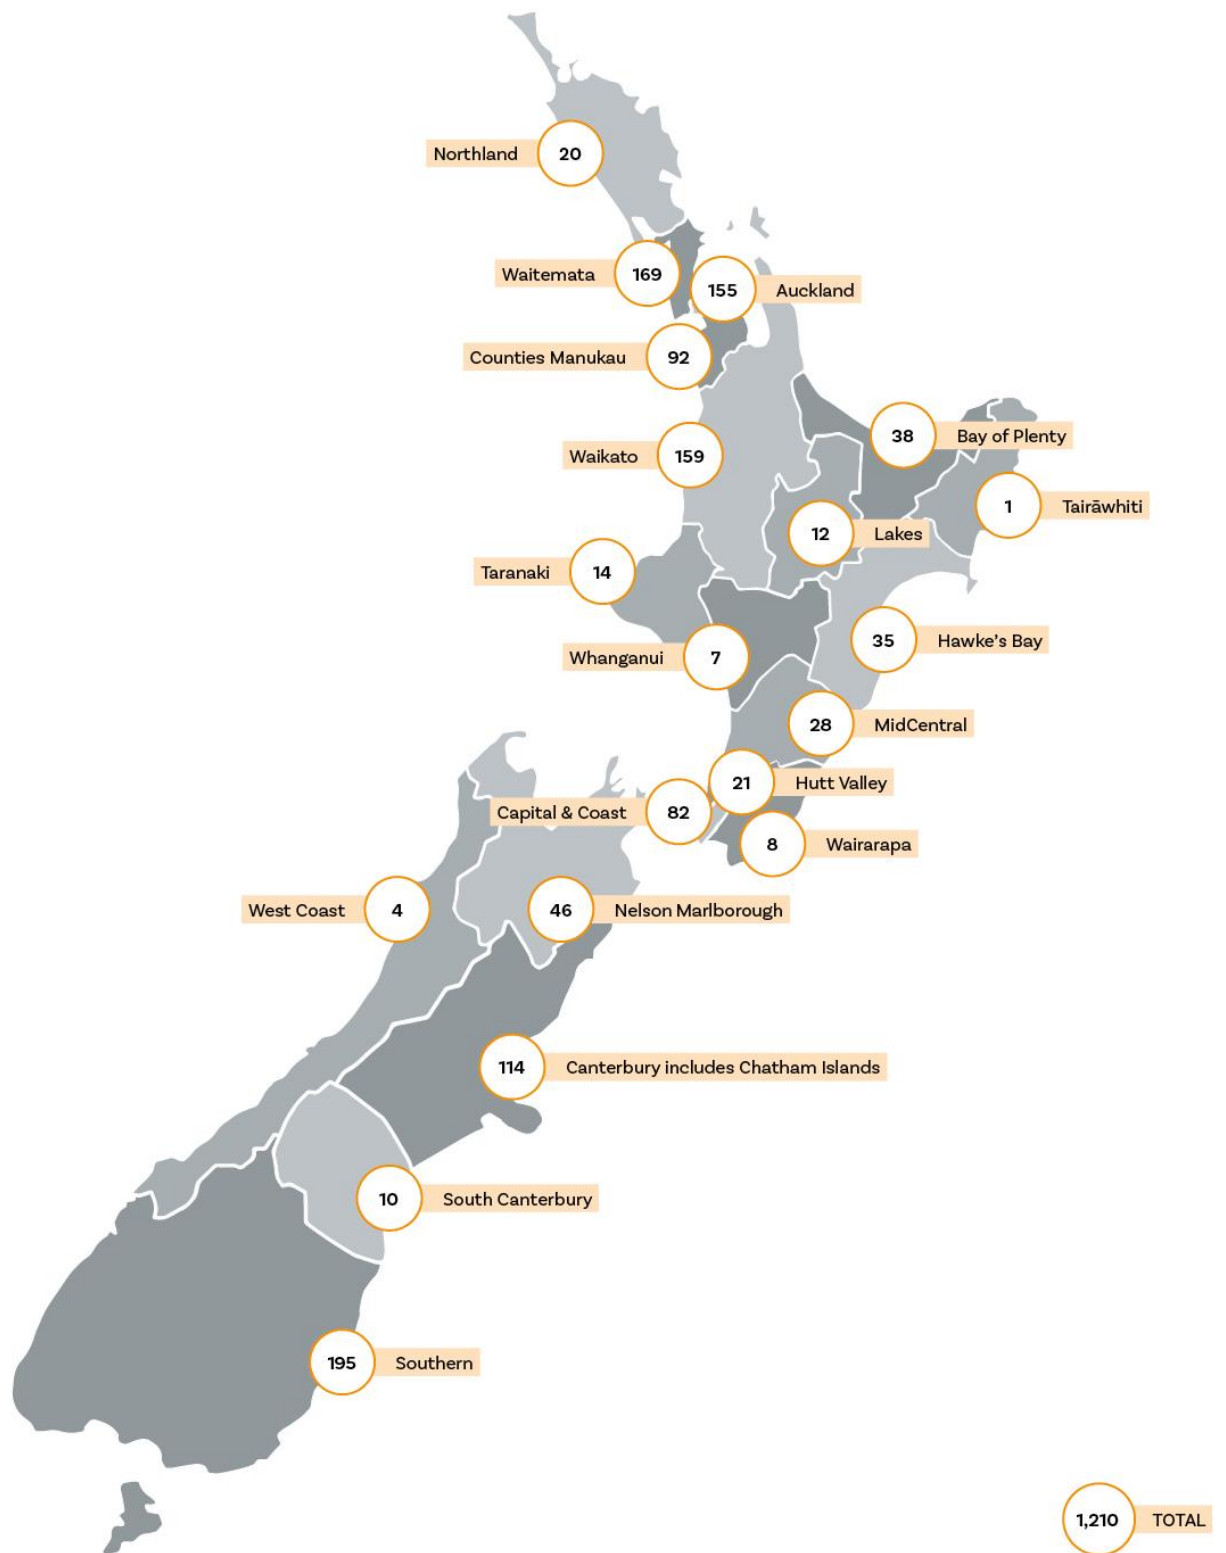 Northland 20
Waitemata 169
155 Auckland
Counties Manukau 92
38 Bay of Plenty
Waikato 159
1 Tairāwhiti
12 Lakes
Taranaki 14
35 Hawke's Bay
Whanganui 7
28 MidCentral
21 Hutt Valley
Capital & Coast 82
8 Wairarapa
West Coast 4
46 Nelson Marlborough
114 Canterbury includes Chatham Islands
10 South Canterbury
195 Southern
1,210 TOTAL